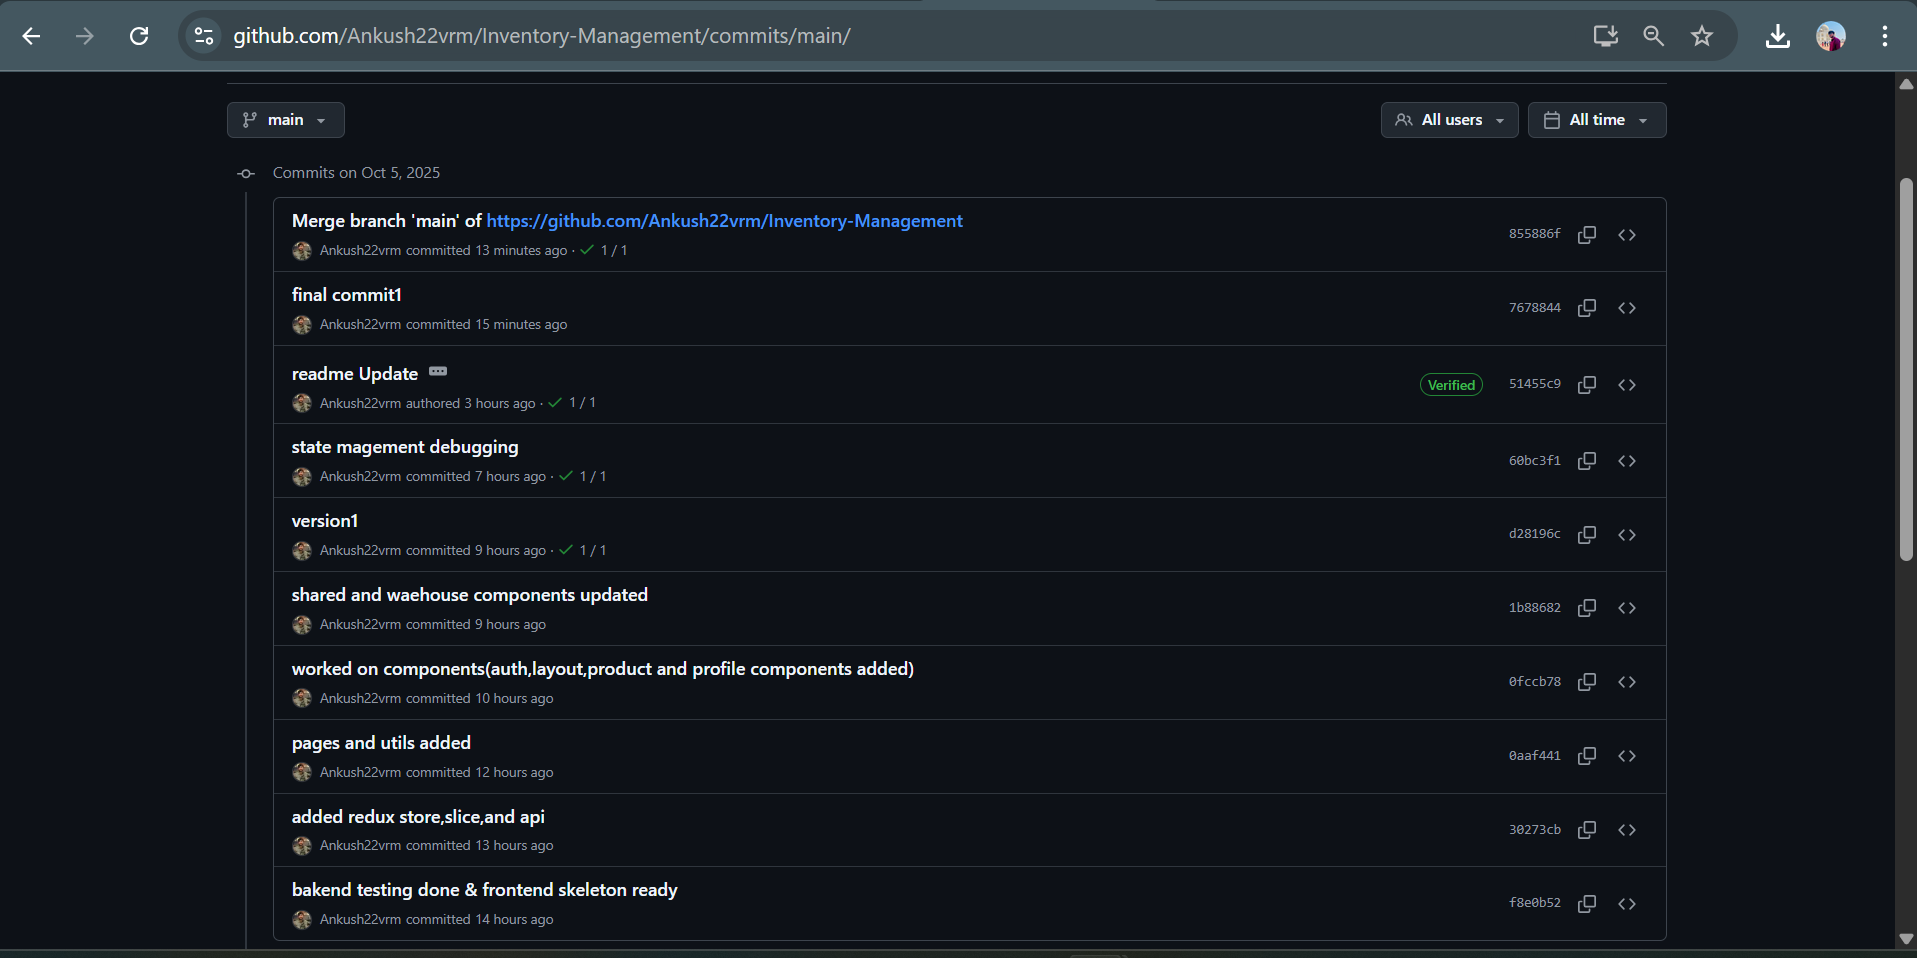 github.com/Ankush22vrm/Inventory-Management/commits/main/
main
All users
All time
Commits on Oct 5, 2025
Merge branch 'main' of https://github.com/Ankush22vrm/Inventory-Management
Ankush22vrm committed 13 minutes ago · 1 / 1
855886f
final commit1
Ankush22vrm committed 15 minutes ago
7678844
readme Update
Ankush22vrm authored 3 hours ago · 1 / 1
Verified
51455c9
state magement debugging
Ankush22vrm committed 7 hours ago · 1 / 1
60bc3f1
version1
Ankush22vrm committed 9 hours ago · 1 / 1
d28196c
shared and waehouse components updated
Ankush22vrm committed 9 hours ago
1b88682
worked on components(auth,layout,product and profile components added)
Ankush22vrm committed 10 hours ago
0fccb78
pages and utils added
Ankush22vrm committed 12 hours ago
0aaf441
added redux store,slice,and api
Ankush22vrm committed 13 hours ago
30273cb
bakend testing done & frontend skeleton ready
Ankush22vrm committed 14 hours ago
f8e0b52